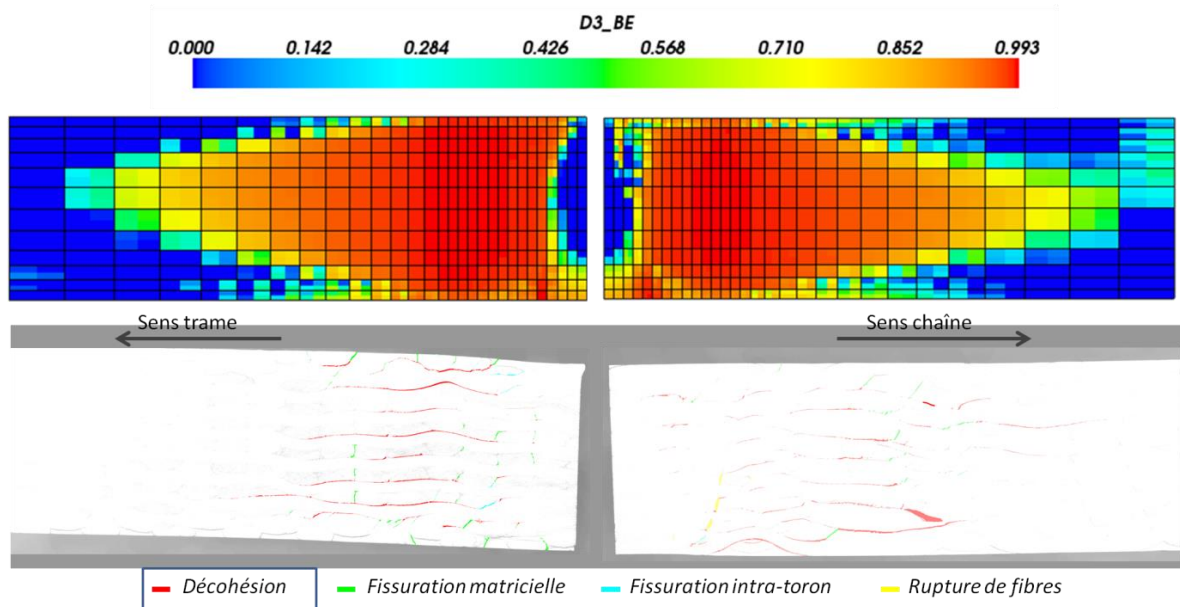 D3_BE
0.000 0.142 0.284 0.426 0.568 0.710 0.852 0.993
Sens trame Sens chaîne
Décohésion Fissuration matricielle Fissuration intra-toron Rupture de fibres